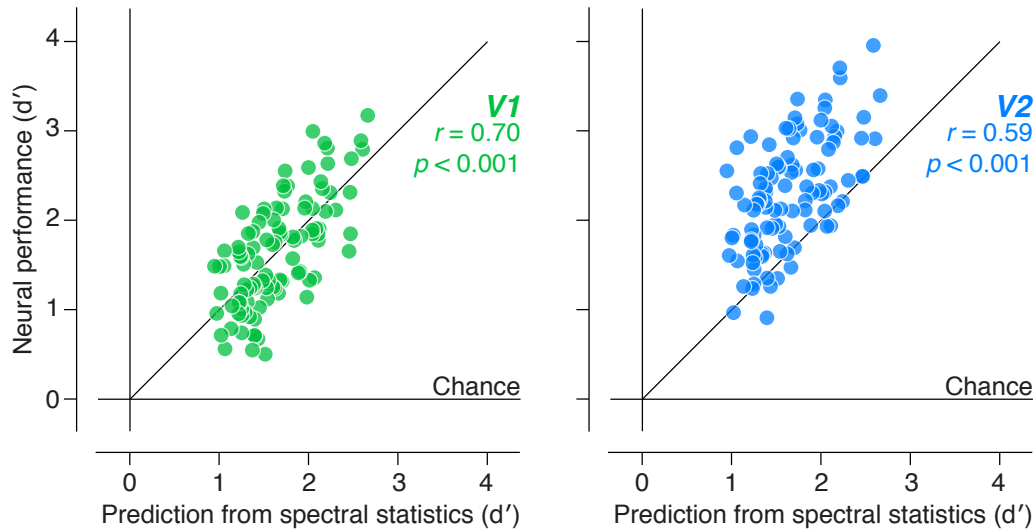 4
3
2
1
0
Neural performance (d′)
V1
r = 0.70
p < 0.001
Chance
0 1 2 3 4
Prediction from spectral statistics (d′)
V2
r = 0.59
p < 0.001
Chance
0 1 2 3 4
Prediction from spectral statistics (d′)